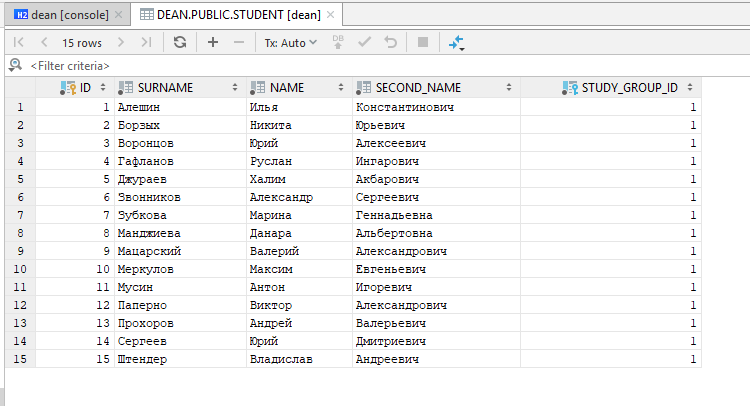 H2 dean [console] DEAN.PUBLIC.STUDENT [dean]
15 rows Tx: Auto DB
<Filter criteria>
ID SURNAME NAME SECOND_NAME STUDY_GROUP_ID
1 1 Алешин Илья Константинович 1
2 2 Борзых Никита Юрьевич 1
3 3 Воронцов Юрий Алексеевич 1
4 4 Гафланов Руслан Ингарович 1
5 5 Джураев Халим Акбарович 1
6 6 Звонников Александр Сергеевич 1
7 7 Зубкова Марина Геннадьевна 1
8 8 Манджиева Данара Альбертовна 1
9 9 Мацарский Валерий Александрович 1
10 10 Меркулов Максим Евгеньевич 1
11 11 Мусин Антон Игоревич 1
12 12 Паперно Виктор Александрович 1
13 13 Прохоров Андрей Валерьевич 1
14 14 Сергеев Юрий Дмитриевич 1
15 15 Штендер Владислав Андреевич 1